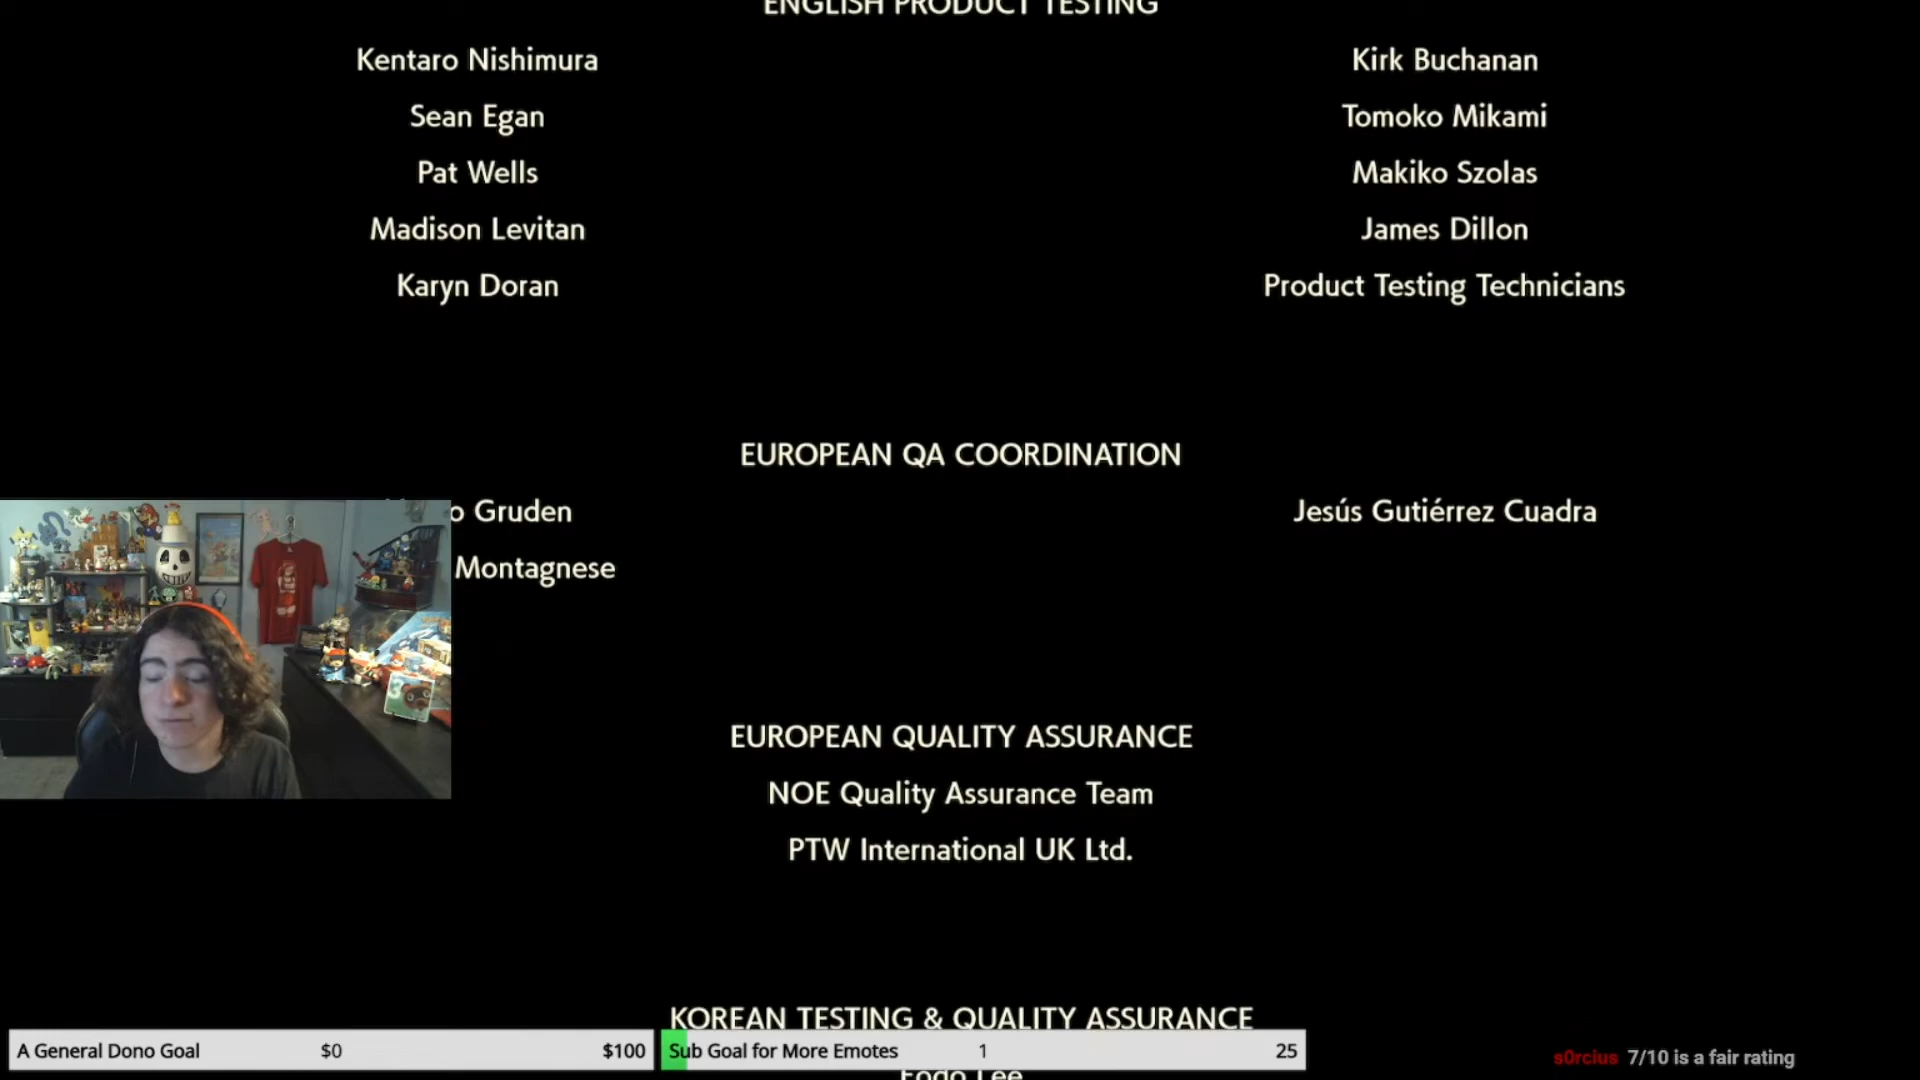 ENGLISH PRODUCT TESTING
Kentaro Nishimura
Kirk Buchanan
Sean Egan
Tomoko Mikami
Pat Wells
Makiko Szolas
Madison Levitan
James Dillon
Karyn Doran
Product Testing Technicians
EUROPEAN QA COORDINATION
o Gruden
Jesús Gutiérrez Cuadra
Montagnese
EUROPEAN QUALITY ASSURANCE
NOE Quality Assurance Team
PTW International UK Ltd.
KOREAN TESTING & QUALITY ASSURANCE
A General Dono Goal $0 $100
Sub Goal for More Emotes 1 25
s0rcius 7/10 is a fair rating